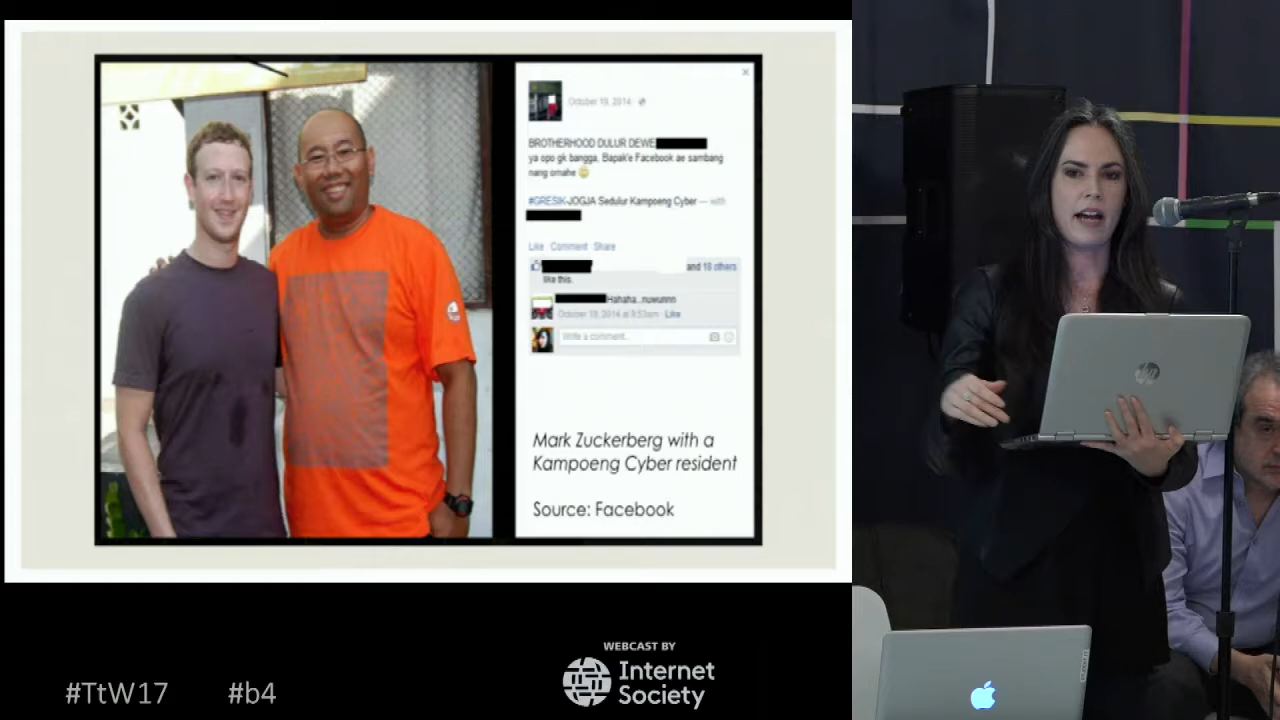 October 19, 2014
BROTHERHOOD DULUR DEWE
ya opo gk bangga, Bapak'e Facebook ae sambang
nang omahe
#GRESIK-JOGJA Sedulur Kampoeng Cyber — with
Like · Comment · Share
and 18 others
like this.
Hahaha...nuwunnn
October 19, 2014 at 9:53am · Like
Write a comment...
Mark Zuckerberg with a
Kampoeng Cyber resident
Source: Facebook
hp
#TtW17 #b4
WEBCAST BY
Internet
Society